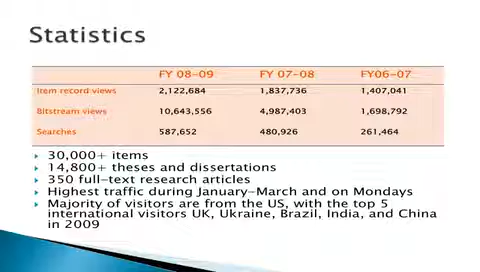 Statistics
FY 08-09 FY 07-08 FY06-07
Item record views 2,122,684 1,837,736 1,407,041
Bitstream views 10,643,556 4,987,403 1,698,792
Searches 587,652 480,926 261,464
30,000+ items
14,800+ theses and dissertations
350 full-text research articles
Highest traffic during January-March and on Mondays
Majority of visitors are from the US, with the top 5
international visitors UK, Ukraine, Brazil, India, and China
in 2009